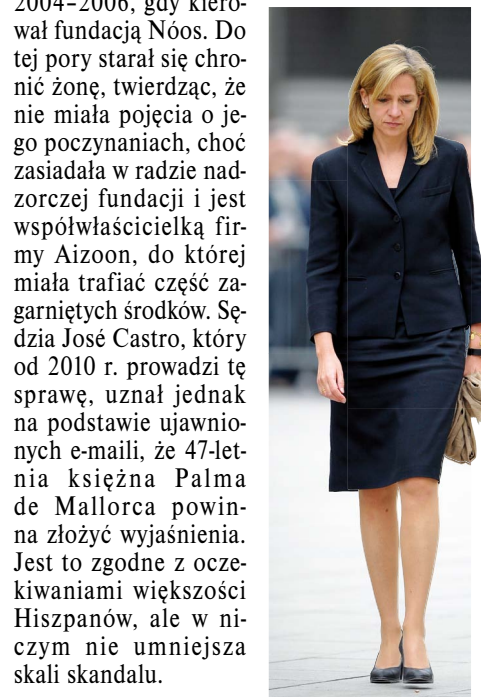 2004–2006, gdy kiero-
wał fundacją Nóos. Do
tej pory starał się chro-
nić żonę, twierdząc, że
nie miała pojęcia o je-
go poczynaniach, choć
zasiadała w radzie nad-
zorczej fundacji i jest
współwłaścicielką fir-
my Aizoon, do której
miała trafiać część za-
garniętych środków. Sę-
dzia José Castro, który
od 2010 r. prowadzi tę
sprawę, uznał jednak
na podstawie ujawnio-
nych e-maili, że 47-let-
nia księżna Palma
de Mallorca powin-
na złożyć wyjaśnienia.
Jest to zgodne z ocze-
kiwaniami większości
Hiszpanów, ale w ni-
czym nie umniejsza
skali skandalu.